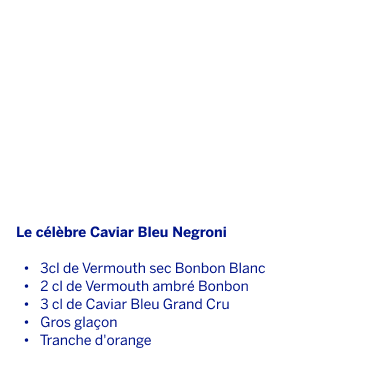 Le célèbre Caviar Bleu Negroni
• 3cl de Vermouth sec Bonbon Blanc
• 2 cl de Vermouth ambré Bonbon
• 3 cl de Caviar Bleu Grand Cru
• Gros glaçon
• Tranche d'orange